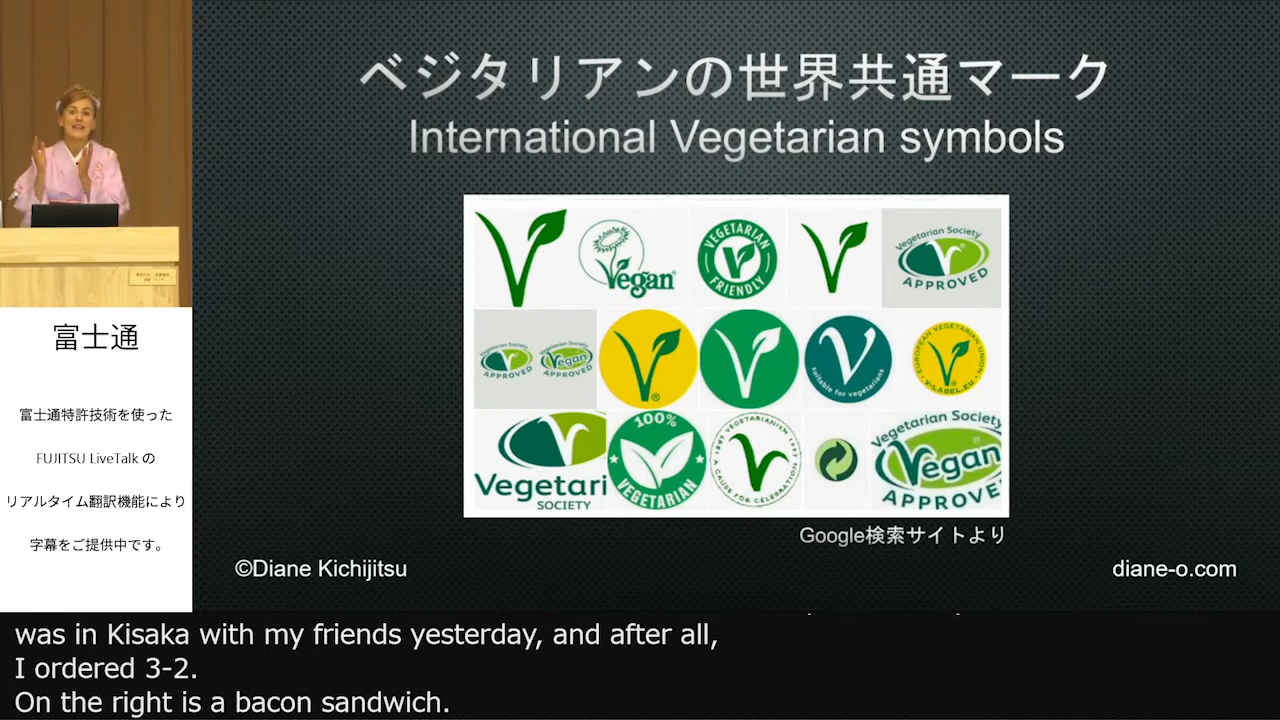 ベジタリアンの世界共通マーク
International Vegetarian symbols
Vegan
VEGETARIAN FRIENDLY
Vegetarian Society
APPROVED
Vegetarian Society
APPROVED
Vegetarian Society
Vegan
APPROVED
suitable for vegetarians
EUROPEAN VEGETARIAN UNION
V-LABEL.EU
Vegetari
SOCIETY
100%
VEGETARIAN
VEGETARIANISM
A CAUSE FOR CELEBRATION
Vegetarian Society
Vegan
APPROVE
Google検索サイトより
©Diane Kichijitsu
diane-o.com
富士通
富士通特許技術を使った
FUJITSU LiveTalk の
リアルタイム翻訳機能により
字幕をご提供中です。
was in Kisaka with my friends yesterday, and after all,
I ordered 3-2.
On the right is a bacon sandwich.